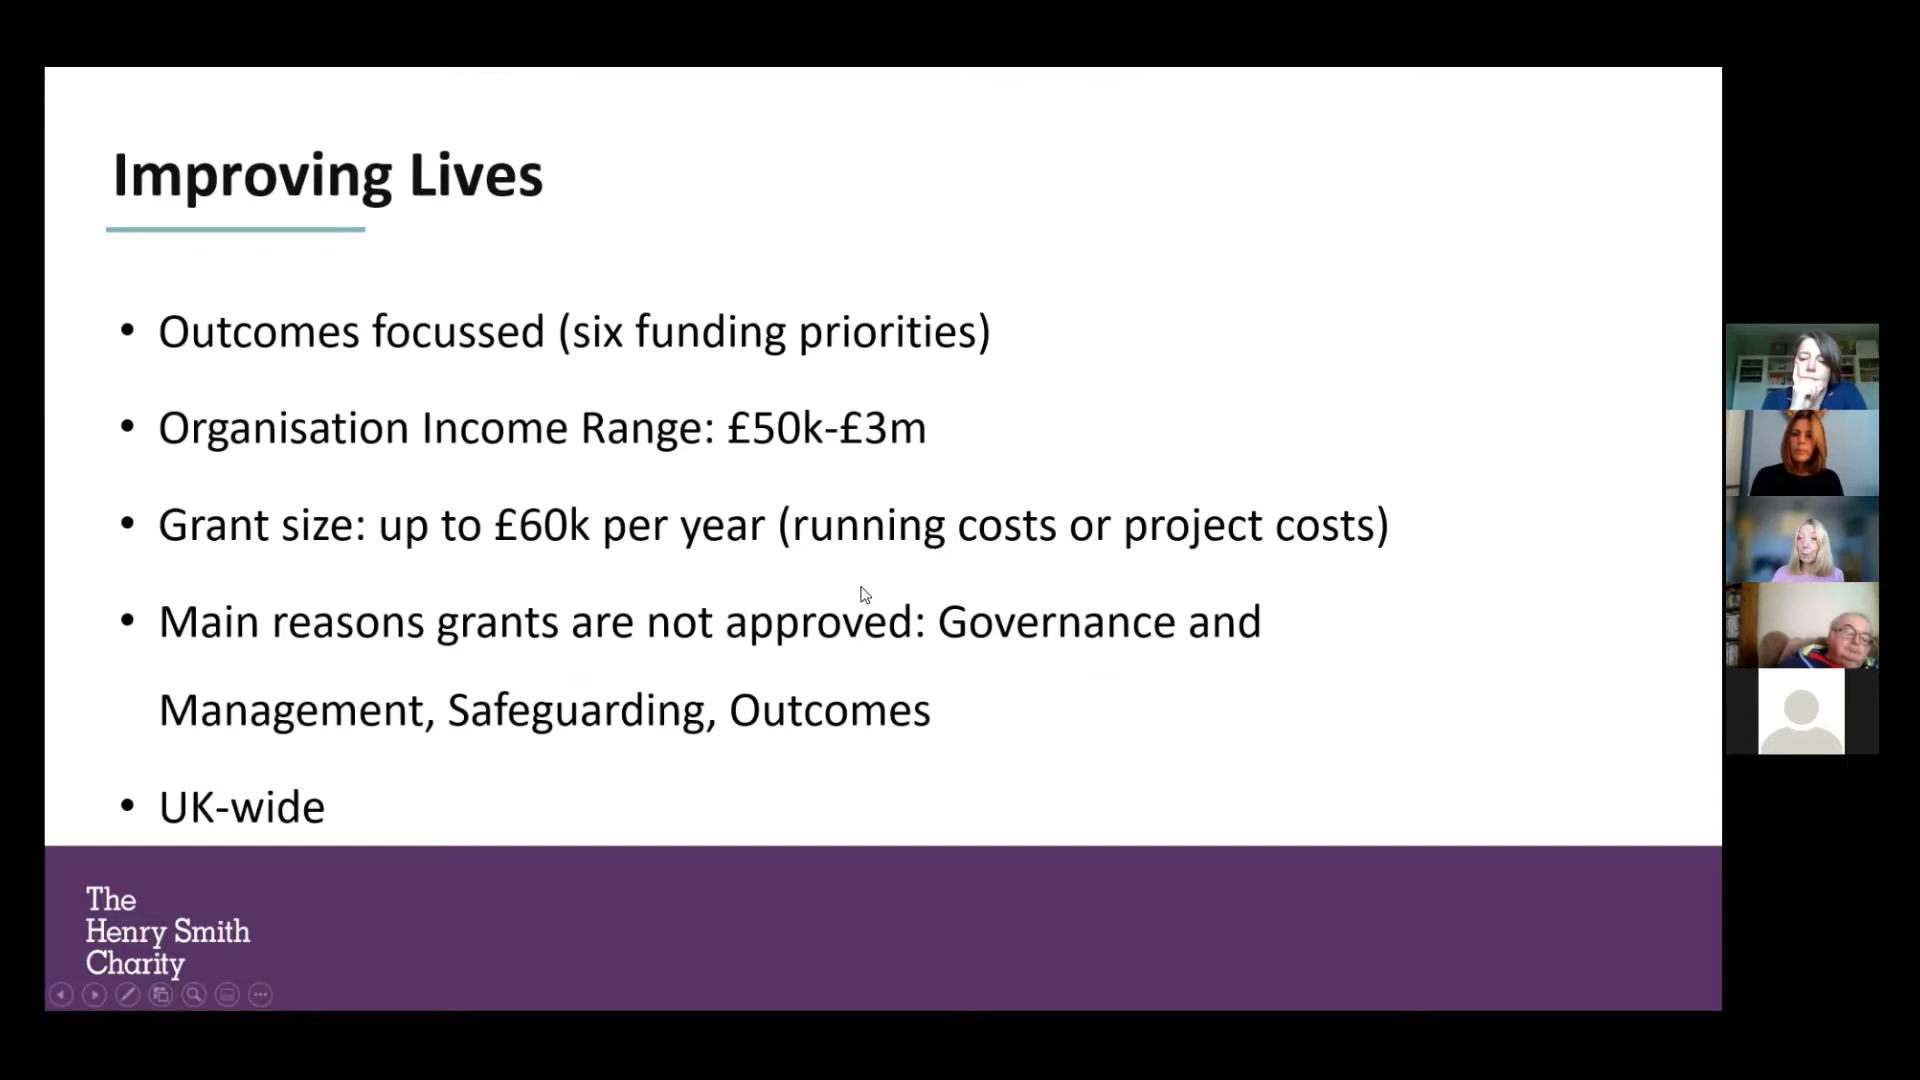 Improving Lives
• Outcomes focussed (six funding priorities)
• Organisation Income Range: £50k-£3m
• Grant size: up to £60k per year (running costs or project costs)
• Main reasons grants are not approved: Governance and
Management, Safeguarding, Outcomes
• UK-wide
The
Henry Smith
Charity